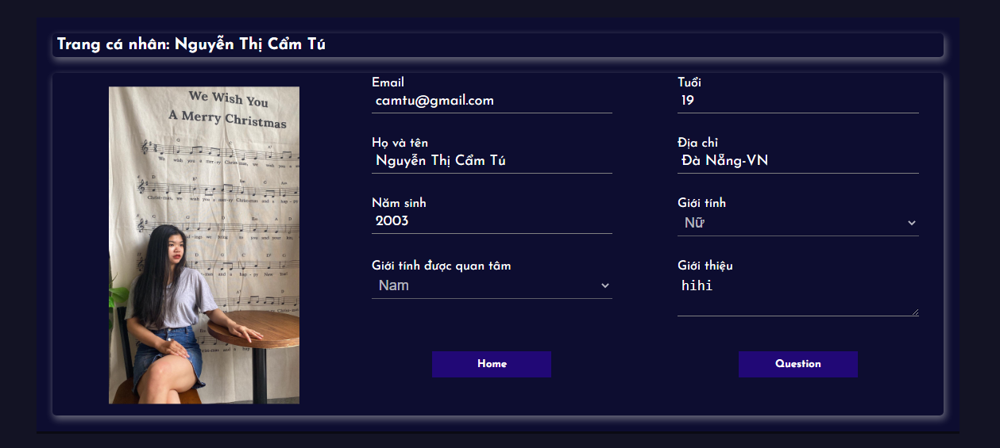 Trang cá nhân: Nguyễn Thị Cẩm Tú
We Wish You
A Merry Christmas
Email
camtu@gmail.com
Tuổi
19
Họ và tên
Nguyễn Thị Cẩm Tú
Địa chỉ
Đà Nẵng-VN
Năm sinh
2003
Giới tính
Nữ
Giới tính được quan tâm
Nam
Giới thiệu
hihi
Home
Question